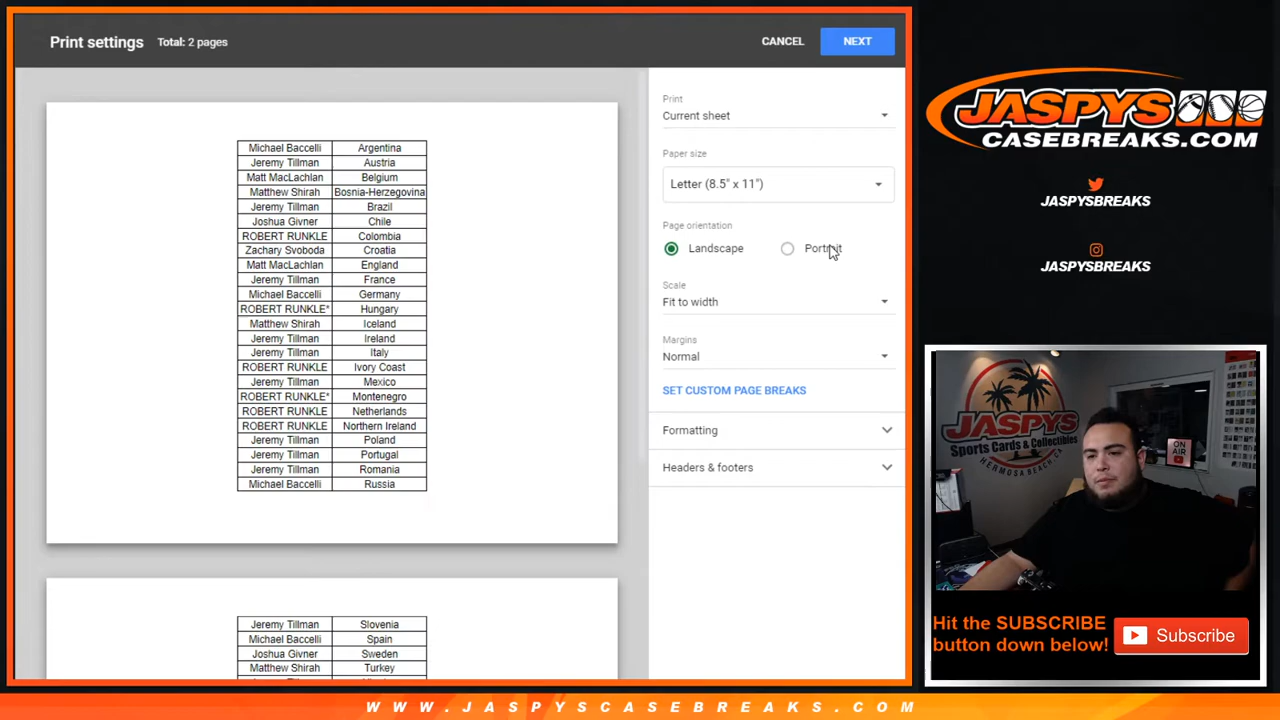 Print settings Total: 2 pages CANCEL NEXT
Michael Baccelli Argentina
Jeremy Tillman Austria
Matt MacLachlan Belgium
Matthew Shirah Bosnia-Herzegovina
Jeremy Tillman Brazil
Joshua Givner Chile
ROBERT RUNKLE Colombia
Zachary Svoboda Croatia
Matt MacLachlan England
Jeremy Tillman France
Michael Baccelli Germany
ROBERT RUNKLE* Hungary
Matthew Shirah Iceland
Jeremy Tillman Ireland
Jeremy Tillman Italy
ROBERT RUNKLE Ivory Coast
Jeremy Tillman Mexico
ROBERT RUNKLE* Montenegro
ROBERT RUNKLE Netherlands
ROBERT RUNKLE Northern Ireland
Jeremy Tillman Poland
Jeremy Tillman Portugal
Jeremy Tillman Romania
Michael Baccelli Russia
Jeremy Tillman Slovenia
Michael Baccelli Spain
Joshua Givner Sweden
Matthew Shirah Turkey
Print
Current sheet
Paper size
Letter (8.5" x 11")
Page orientation
Landscape Portrait
Scale
Fit to width
Margins
Normal
SET CUSTOM PAGE BREAKS
Formatting
Headers & footers
JASPYS
CASEBREAKS.COM
JASPYSBREAKS
JASPYSBREAKS
JASPYS
Sports Cards & Collectibles
HERMOSA BEACH, CA
ON
AIR
Hit the SUBSCRIBE
button down below!
Subscribe
WWW.JASPYSCASEBREAKS.COM